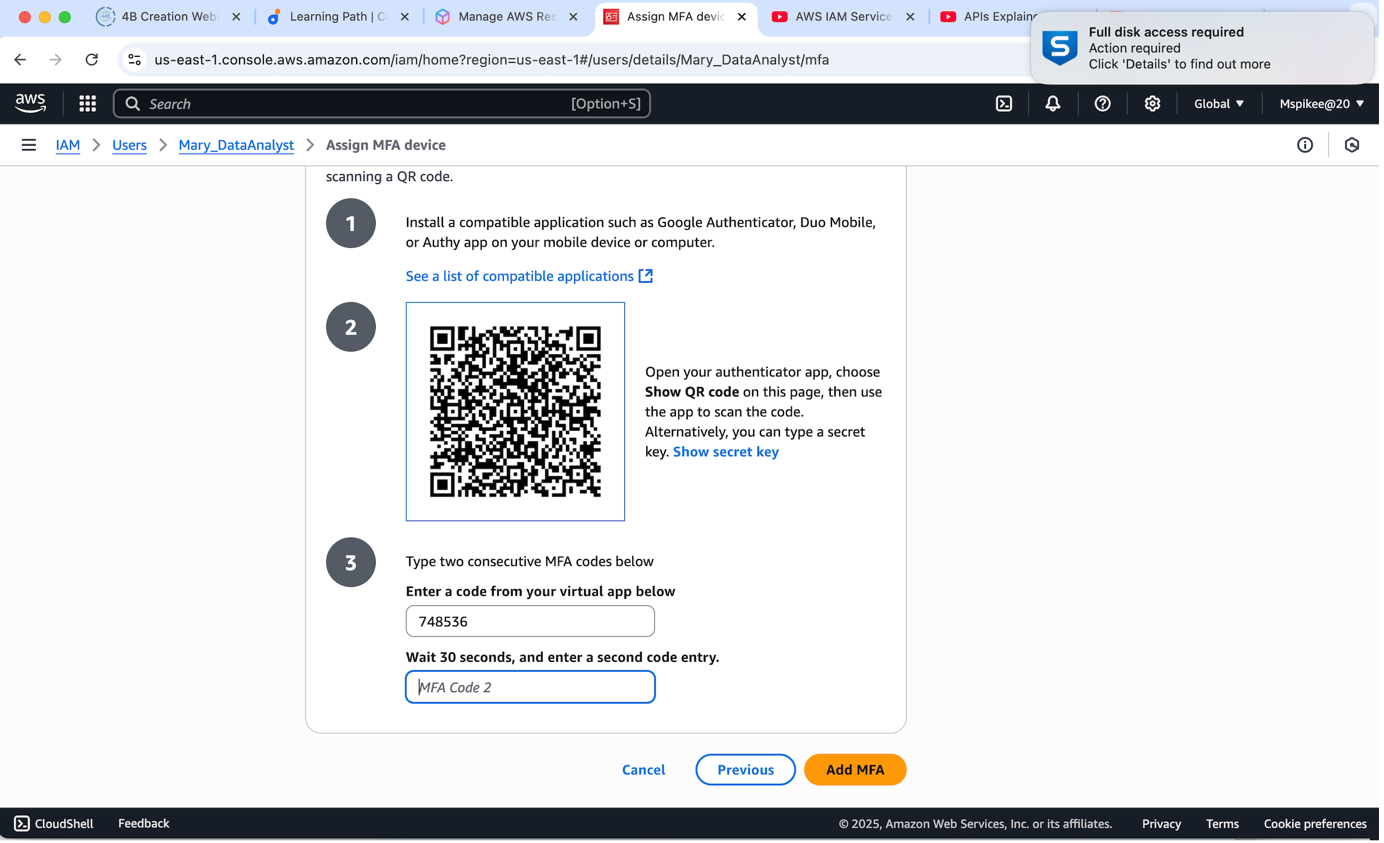 4B Creation Web
Learning Path | C
Manage AWS Res
Assign MFA devic
AWS IAM Service
APIs Explain
Full disk access required
Action required
Click 'Details' to find out more
us-east-1.console.aws.amazon.com/iam/home?region=us-east-1#/users/details/Mary_DataAnalyst/mfa
aws
Search
[Option+S]
Global
Mspikee@20
IAM > Users > Mary_DataAnalyst > Assign MFA device
scanning a QR code.
1
Install a compatible application such as Google Authenticator, Duo Mobile,
or Authy app on your mobile device or computer.
See a list of compatible applications
2
Open your authenticator app, choose
Show QR code on this page, then use
the app to scan the code.
Alternatively, you can type a secret
key. Show secret key
3
Type two consecutive MFA codes below
Enter a code from your virtual app below
748536
Wait 30 seconds, and enter a second code entry.
MFA Code 2
Cancel
Previous
Add MFA
CloudShell
Feedback
© 2025, Amazon Web Services, Inc. or its affiliates.
Privacy
Terms
Cookie preferences